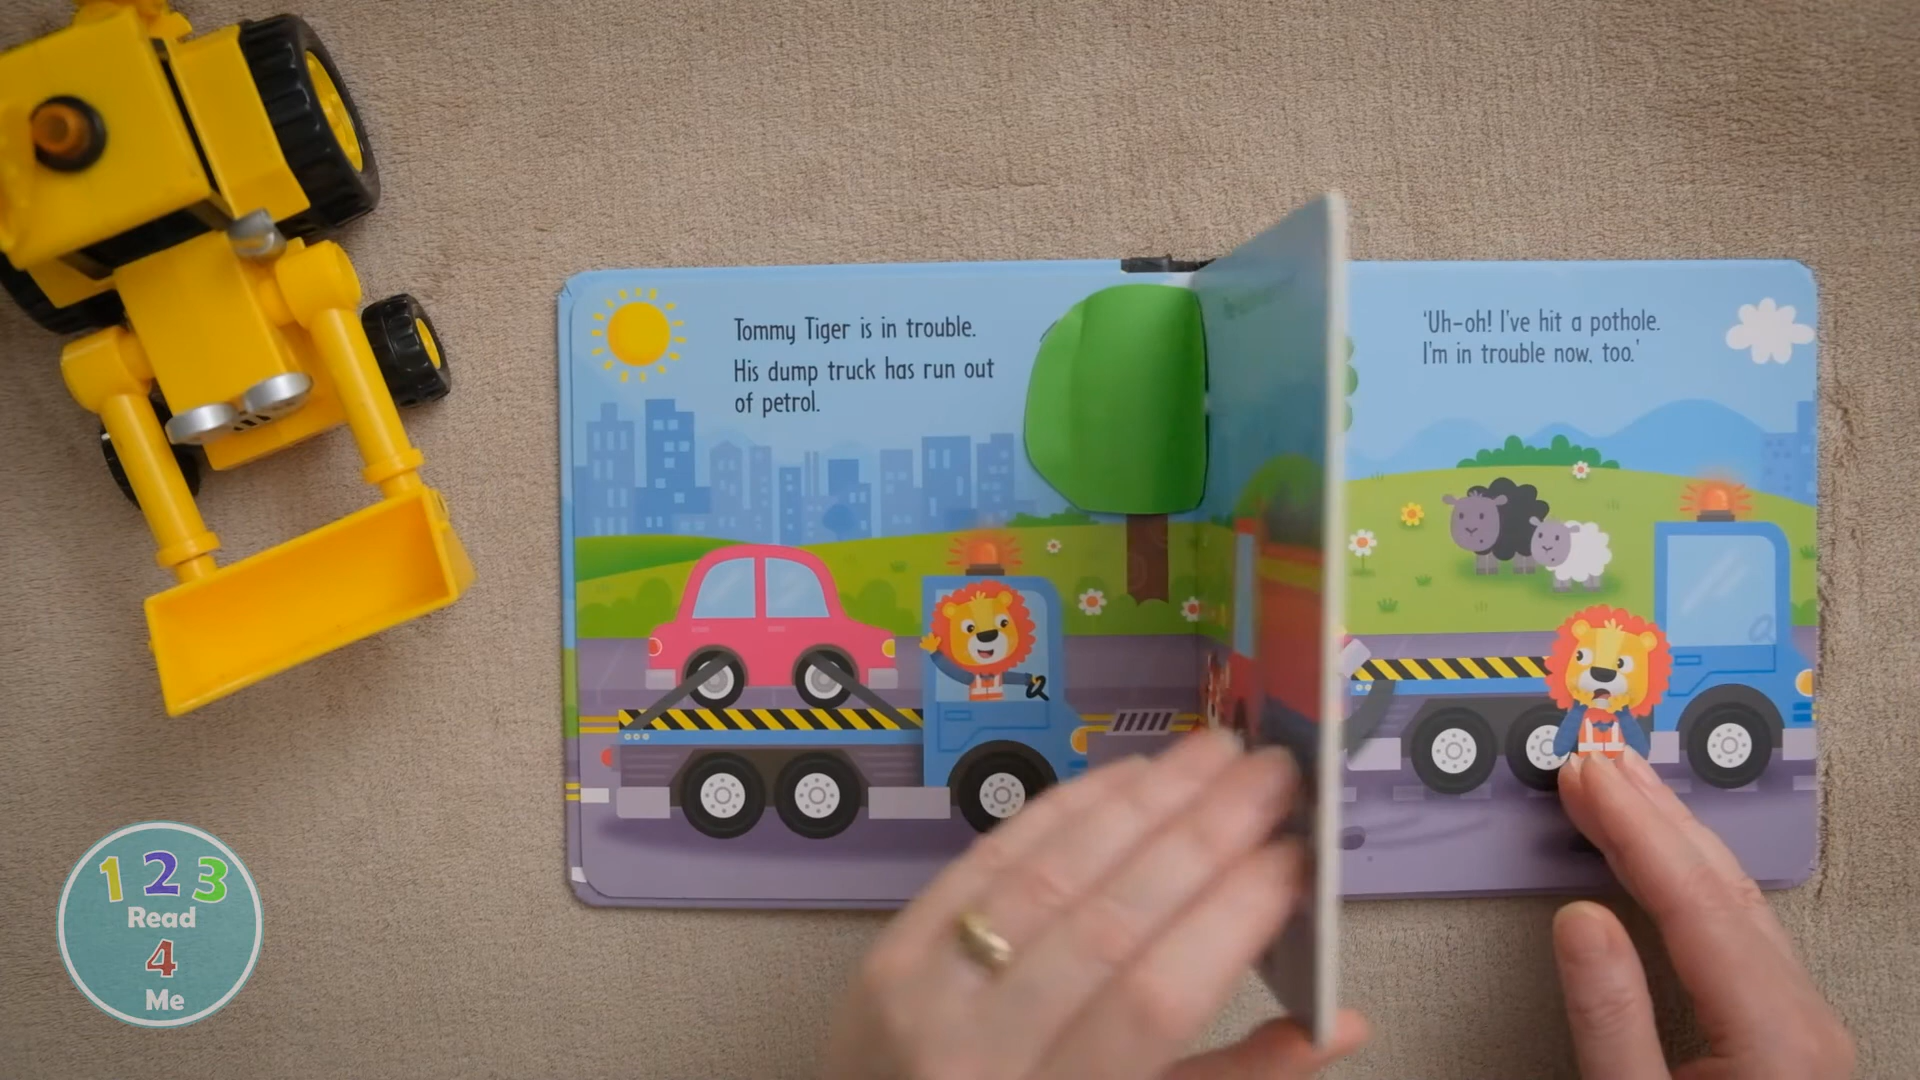 Tommy Tiger is in trouble.
His dump truck has run out
of petrol.
'Uh-oh! I've hit a pothole.
I'm in trouble now, too.'
1 2 3
Read
4
Me